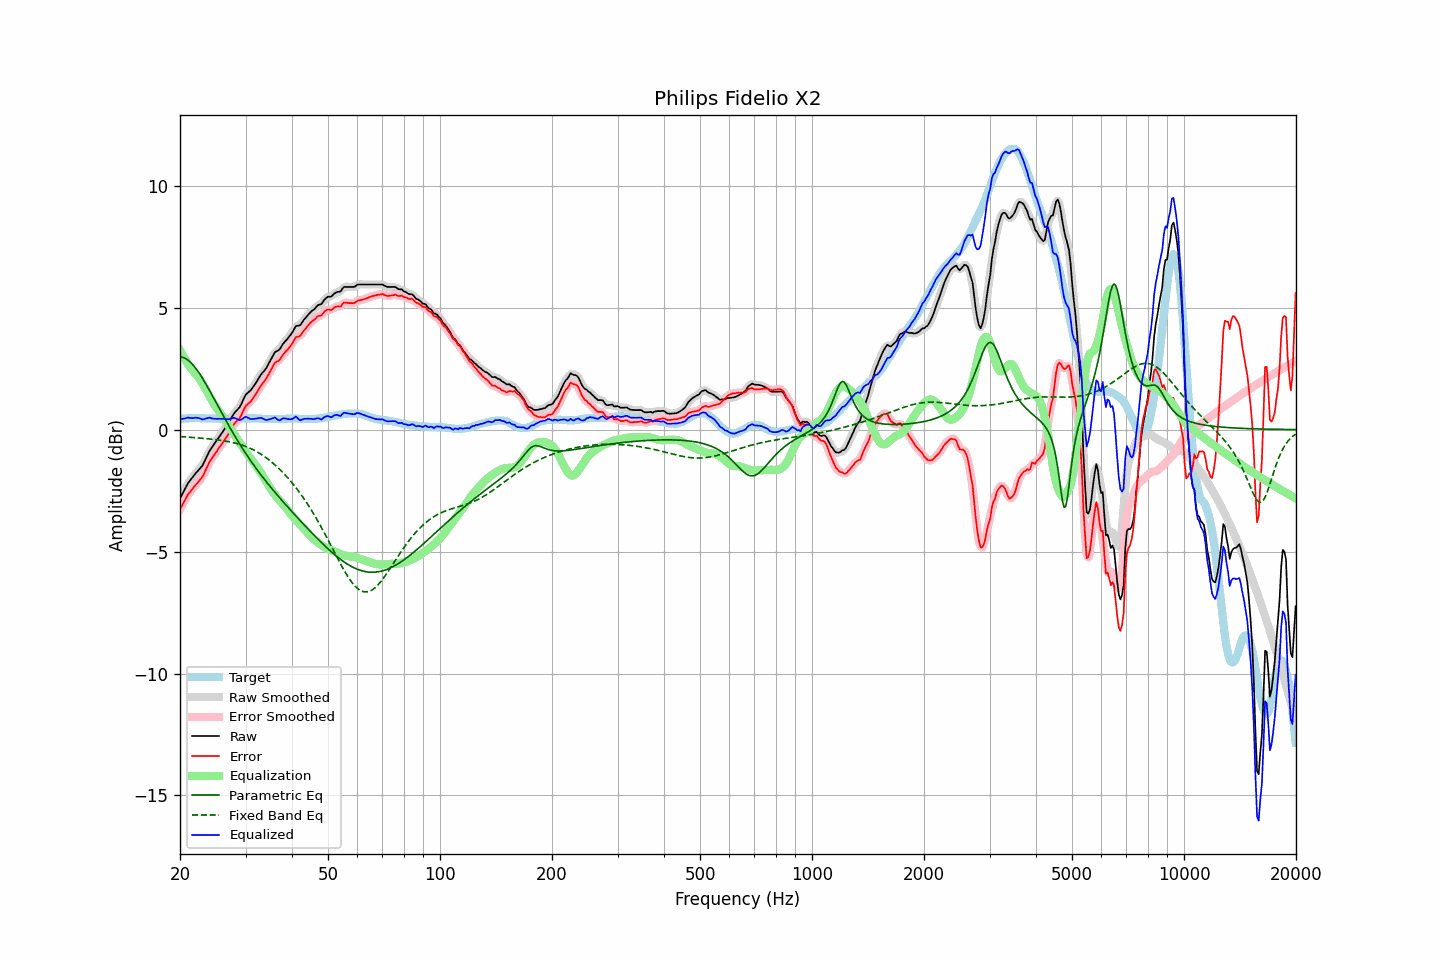 Philips Fidelio X2
Amplitude (dBr)
10
5
0
−5
−10
−15
Target
Raw Smoothed
Error Smoothed
Raw
Error
Equalization
Parametric Eq
Fixed Band Eq
Equalized
20 50 100 200 500 1000 2000 5000 10000 20000
Frequency (Hz)